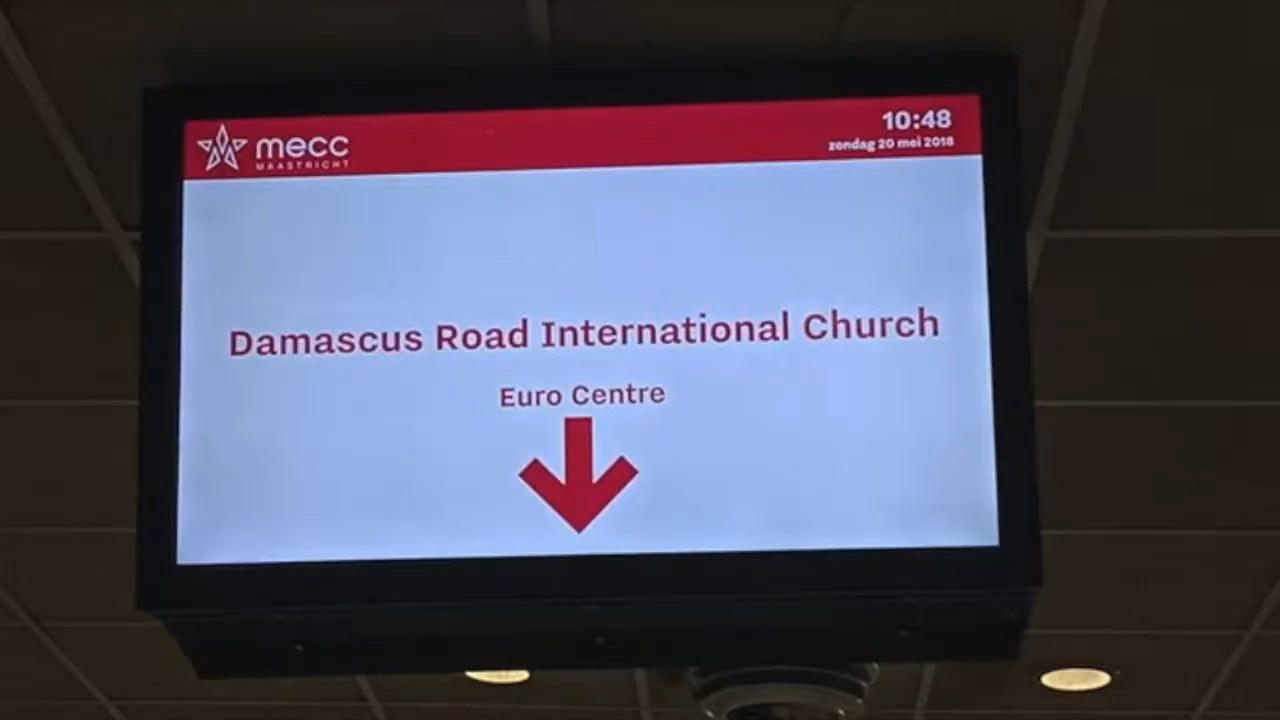 mecc
MAASTRICHT
10:48
zondag 20 mei 2018
Damascus Road International Church
Euro Centre